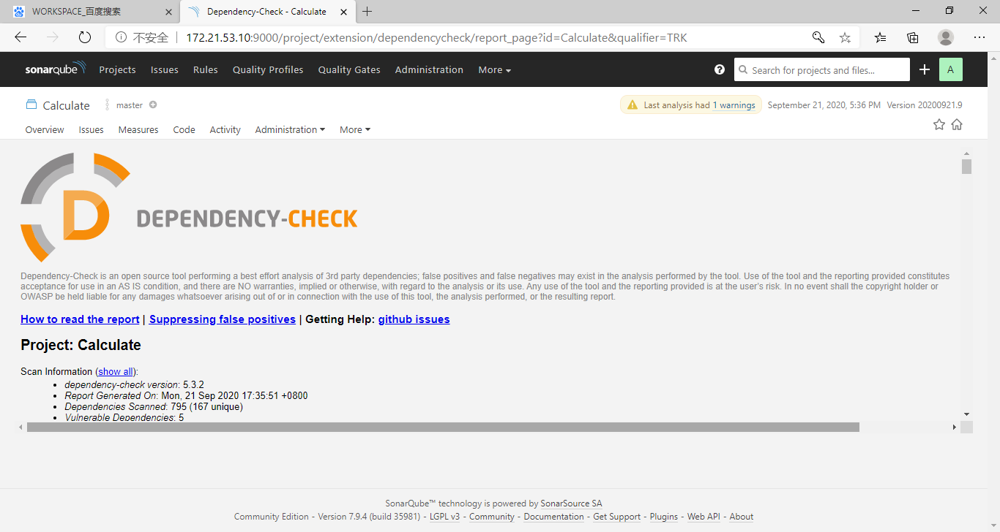 WORKSPACE_百度搜索
Dependency-Check - Calculate
不安全
172.21.53.10:9000/project/extension/dependencycheck/report_page?id=Calculate&qualifier=TRK
sonarqube Projects Issues Rules Quality Profiles Quality Gates Administration More
Search for projects and files...
A
Calculate master
Last analysis had 1 warnings September 21, 2020, 5:36 PM Version 20200921.9
Overview Issues Measures Code Activity Administration More
D
DEPENDENCY-CHECK
Dependency-Check is an open source tool performing a best effort analysis of 3rd party dependencies; false positives and false negatives may exist in the analysis performed by the tool. Use of the tool and the reporting provided constitutes
acceptance for use in an AS IS condition, and there are NO warranties, implied or otherwise, with regard to the analysis or its use. Any use of the tool and the reporting provided is at the user's risk. In no event shall the copyright holder or
OWASP be held liable for any damages whatsoever arising out of or in connection with the use of this tool, the analysis performed, or the resulting report.
How to read the report | Suppressing false positives | Getting Help: github issues
Project: Calculate
Scan Information (show all):
• dependency-check version: 5.3.2
• Report Generated On: Mon, 21 Sep 2020 17:35:51 +0800
• Dependencies Scanned: 795 (167 unique)
• Vulnerable Dependencies: 5
SonarQube™ technology is powered by SonarSource SA
Community Edition - Version 7.9.4 (build 35981) - LGPL v3 - Community - Documentation - Get Support - Plugins - Web API - About